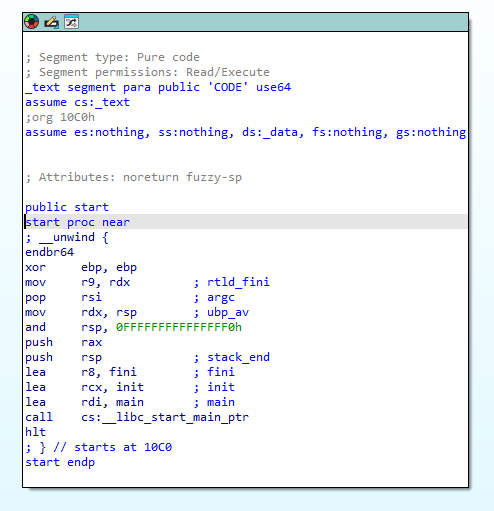 ; Segment type: Pure code
; Segment permissions: Read/Execute
_text segment para public 'CODE' use64
assume cs:_text
;org 10C0h
assume es:nothing, ss:nothing, ds:_data, fs:nothing, gs:nothing
; Attributes: noreturn fuzzy-sp
public start
start proc near
; __unwind {
endbr64
xor ebp, ebp
mov r9, rdx ; rtld_fini
pop rsi ; argc
mov rdx, rsp ; ubp_av
and rsp, 0FFFFFFFFFFFFFFF0h
push rax
push rsp ; stack_end
lea r8, fini ; fini
lea rcx, init ; init
lea rdi, main ; main
call cs:__libc_start_main_ptr
hlt
; } // starts at 10C0
start endp